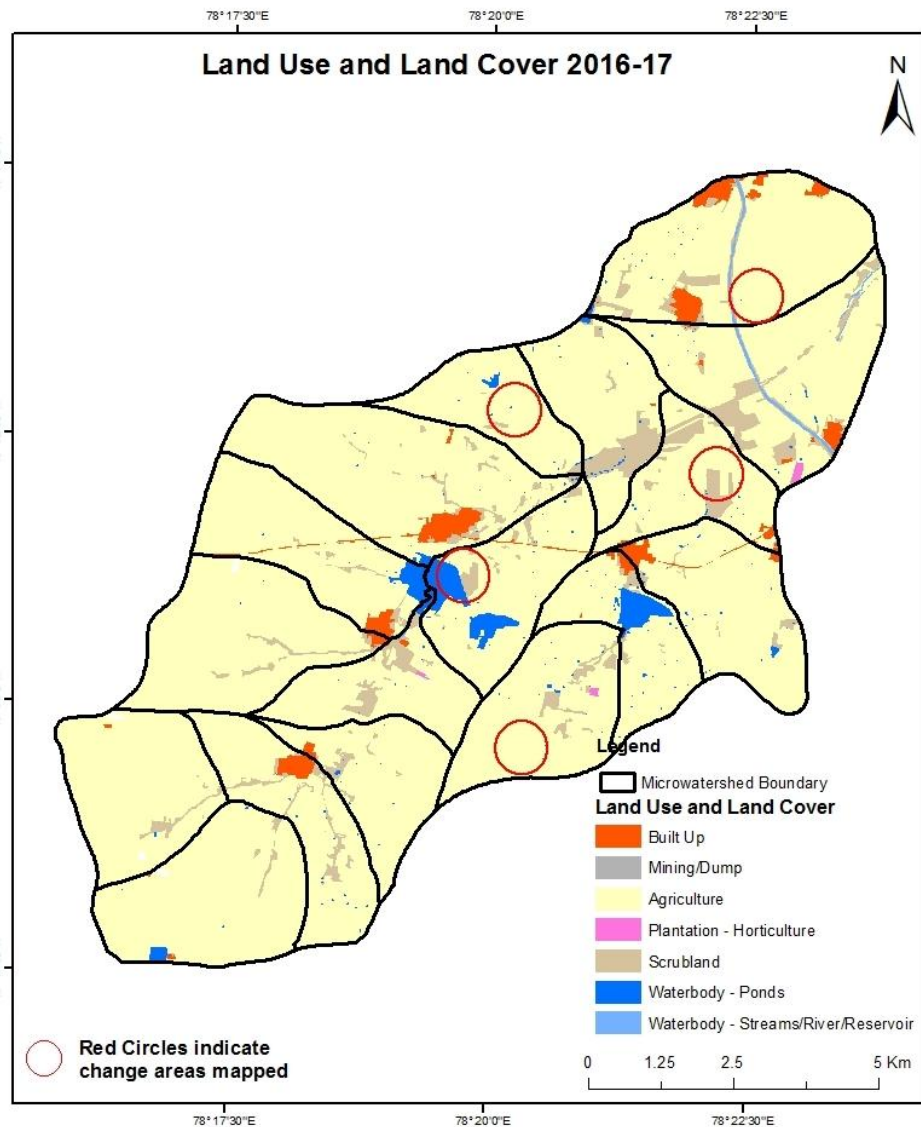 78°17'30"E 78°20'0"E 78°22'30"E
Land Use and Land Cover 2016-17
N
Legend
Microwatershed Boundary
Land Use and Land Cover
Built Up
Mining/Dump
Agriculture
Plantation - Horticulture
Scrubland
Waterbody - Ponds
Waterbody - Streams/River/Reservoir
Red Circles indicate
change areas mapped
0 1.25 2.5 5 Km
78°17'30"E 78°20'0"E 78°22'30"E